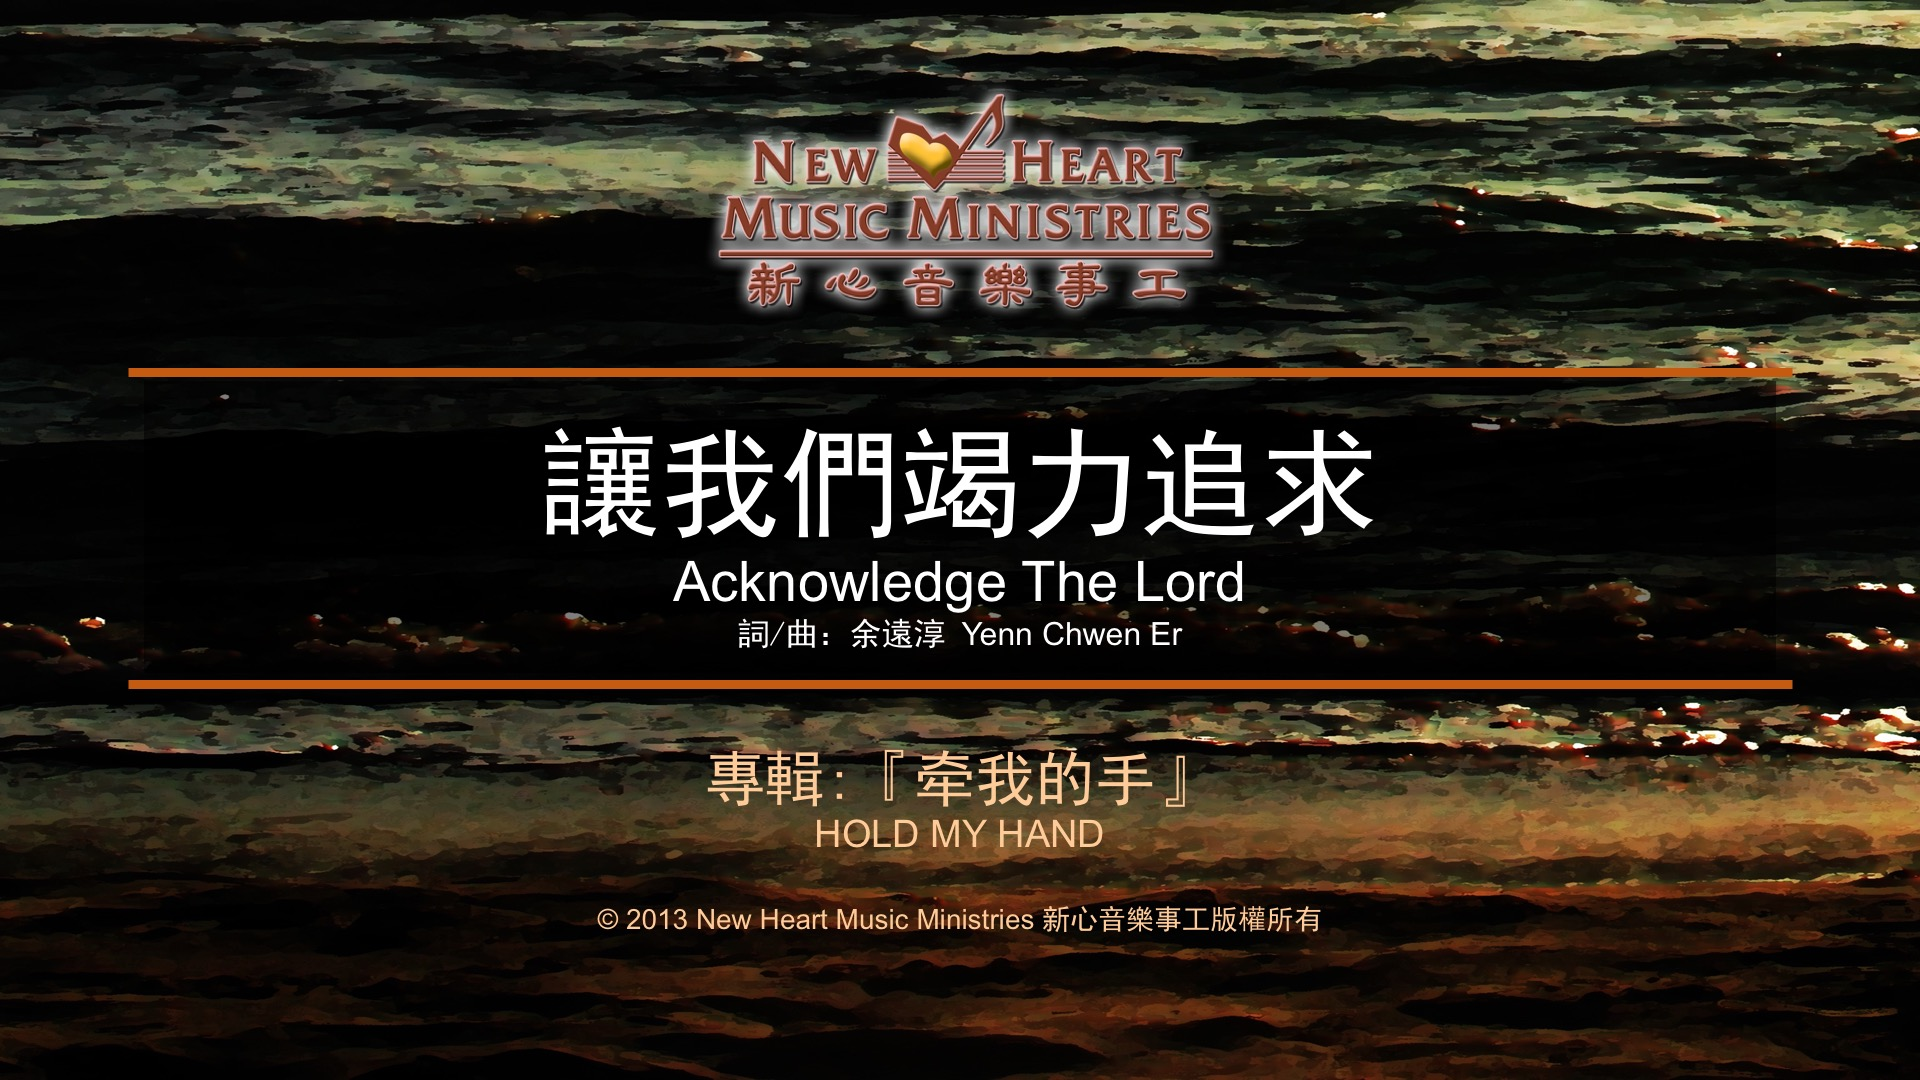 NEW HEART
MUSIC MINISTRIES
新心音樂事工
讓我們竭力追求
Acknowledge The Lord
詞/曲：余遠淳 Yenn Chwen Er
專輯:『牽我的手』
HOLD MY HAND
© 2013 New Heart Music Ministries 新心音樂事工版權所有